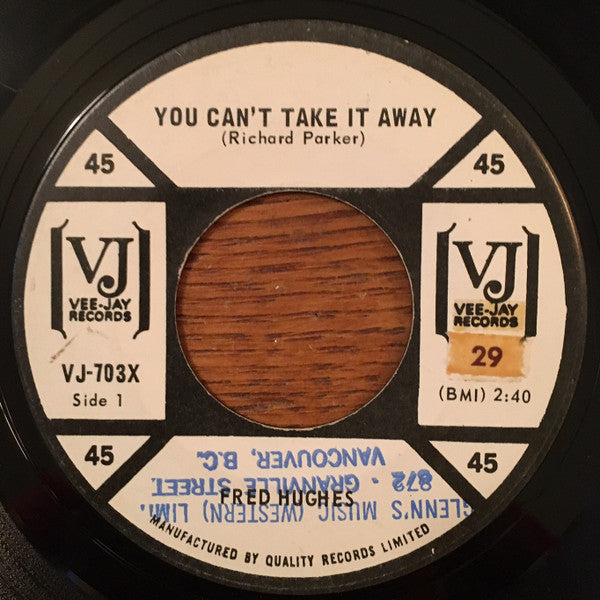 YOU CAN'T TAKE IT AWAY
(Richard Parker)
45
45
VJ
VEE-JAY
RECORDS
VJ
VEE-JAY
RECORDS
29
VJ-703X
Side 1
(BMI) 2:40
45
45
FRED HUGHES
GLENN'S MUSIC (WESTERN) LIM.
872 - GRANVILLE STREET
VANCOUVER, B.C.
MANUFACTURED BY QUALITY RECORDS LIMITED